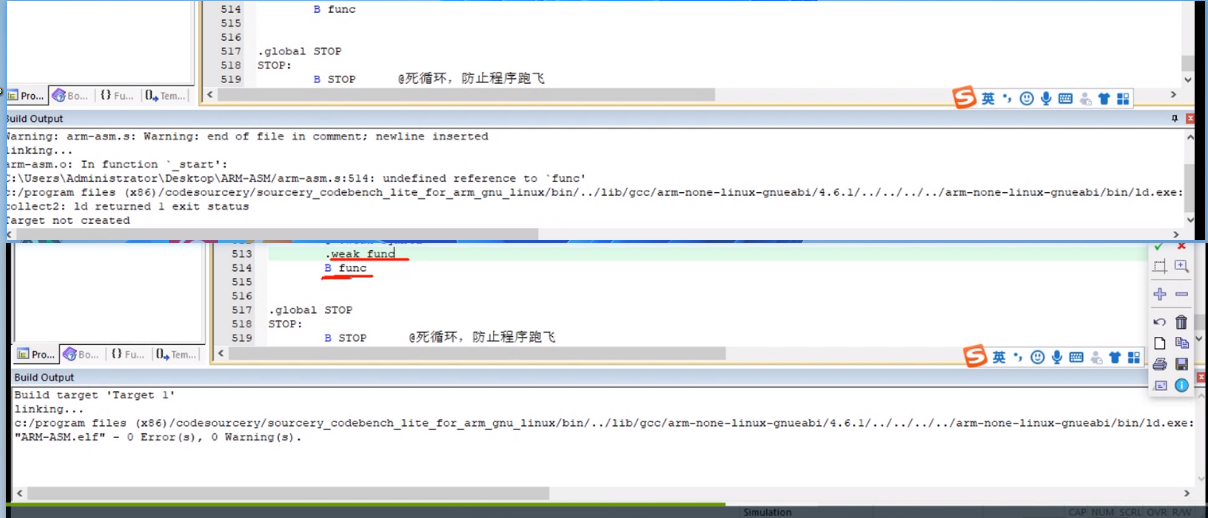 514 B func
515
516
517 .global STOP
518 STOP:
519 B STOP @死循环，防止程序跑飞
Pro... Bo... {} Fu... Tem...
英
Build Output
Warning: arm-asm.s: Warning: end of file in comment; newline inserted
linking...
arm-asm.o: In function `_start':
C:\Users\Administrator\Desktop\ARM-ASM/arm-asm.s:514: undefined reference to `func'
c:/program files (x86)/codesourcery/sourcery_codebench_lite_for_arm_gnu_linux/bin/../lib/gcc/arm-none-linux-gnueabi/4.6.1/../../../../arm-none-linux-gnueabi/bin/ld.exe:
collect2: ld returned 1 exit status
Target not created
513 .weak func
514 B func
515
516
517 .global STOP
518 STOP:
519 B STOP @死循环，防止程序跑飞
Pro... Bo... {} Fu... Tem...
英
Build Output
Build target 'Target 1'
linking...
c:/program files (x86)/codesourcery/sourcery_codebench_lite_for_arm_gnu_linux/bin/../lib/gcc/arm-none-linux-gnueabi/4.6.1/../../../../arm-none-linux-gnueabi/bin/ld.exe:
"ARM-ASM.elf" - 0 Error(s), 0 Warning(s).
Simulation
CAP NUM SCRL OVR R/W